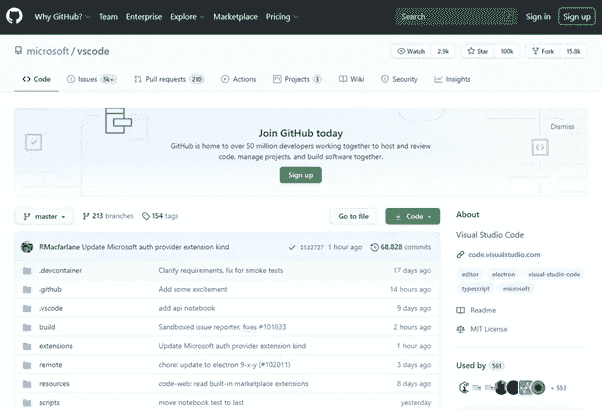 Why GitHub? Team Enterprise Explore Marketplace Pricing Search Sign in Sign up
microsoft / vscode Watch 2.9k Star 100k Fork 15.8k
Code Issues 5k+ Pull requests 210 Actions Projects 3 Wiki Security Insights
Join GitHub today
Dismiss
GitHub is home to over 50 million developers working together to host and review
code, manage projects, and build software together.
Sign up
master 213 branches 154 tags Go to file Code
RMacfarlane Update Microsoft auth provider extension kind 1 hour ago 68,828 commits
.devcontainer Clarify requirements, fix for smoke tests 17 days ago
.github Add some excitement 14 hours ago
.vscode add api notebook 9 days ago
build Sandboxed issue reporter, fixes #101633 2 hours ago
extensions Update Microsoft auth provider extension kind 1 hour ago
remote chore: update to electron 9-x-y (#102011) 3 days ago
resources code-web: read built-in marketplace extensions 8 days ago
scripts move notebook test to last yesterday
About
Visual Studio Code
code.visualstudio.com
editor electron visual-studio-code
typescript microsoft
Readme
MIT License
Used by 561
+ 553